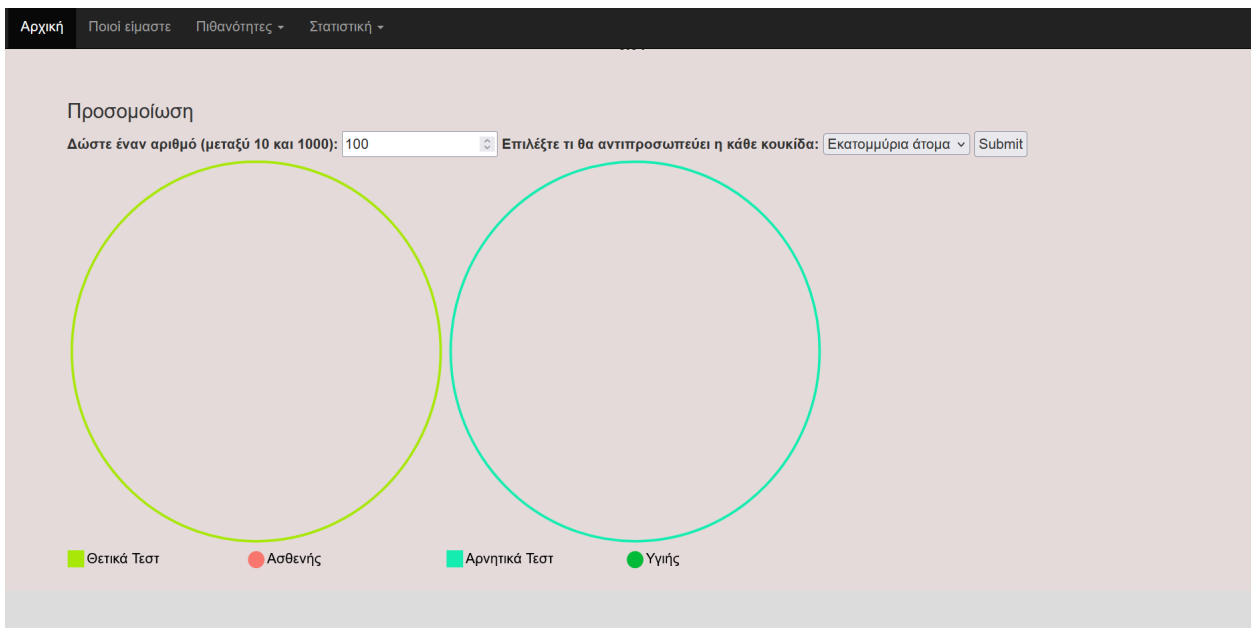 Αρχική Ποιοί είμαστε Πιθανότητες Στατιστική
Προσομοίωση
Δώστε έναν αριθμό (μεταξύ 10 και 1000): 100 Επιλέξτε τι θα αντιπροσωπεύει η κάθε κουκίδα: Εκατομμύρια άτομα Submit
Θετικά Τεστ Ασθενής Αρνητικά Τεστ Υγιής